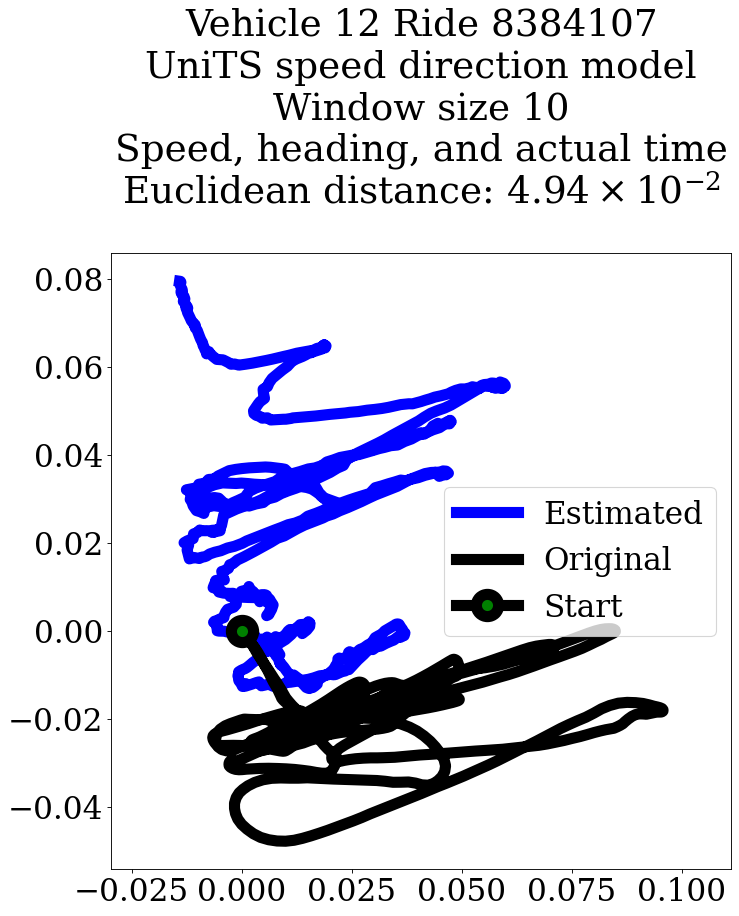 Vehicle 12 Ride 8384107
UniTS speed direction model
Window size 10
Speed, heading, and actual time
Euclidean distance: 4.94 × 10⁻²
0.08
0.06
0.04
0.02
0.00
−0.02
−0.04
Estimated
Original
Start
−0.025 0.000 0.025 0.050 0.075 0.100